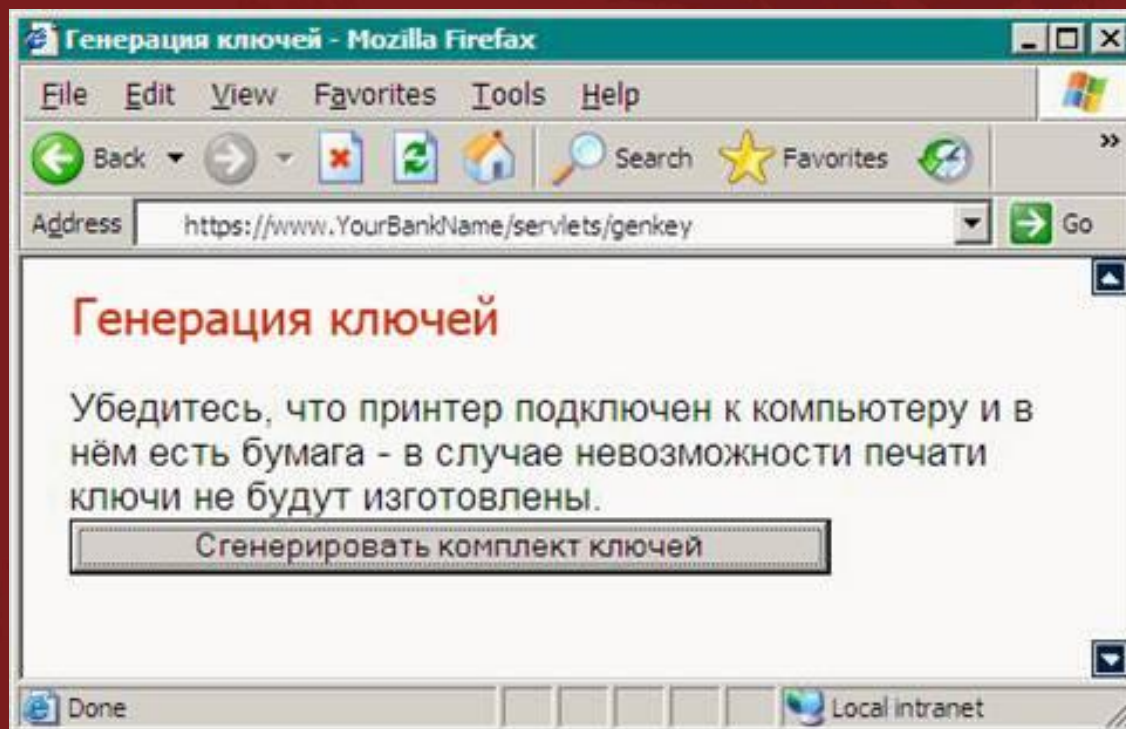 Генерация ключей - Mozilla Firefax
File Edit View Favorites Tools Help
Back Search Favorites »
Address https://www.YourBankName/servlets/genkey Go
Генерация ключей
Убедитесь, что принтер подключен к компьютеру и в
нём есть бумага - в случае невозможности печати
ключи не будут изготовлены.
Сгенерировать комплект ключей
Done Local intranet